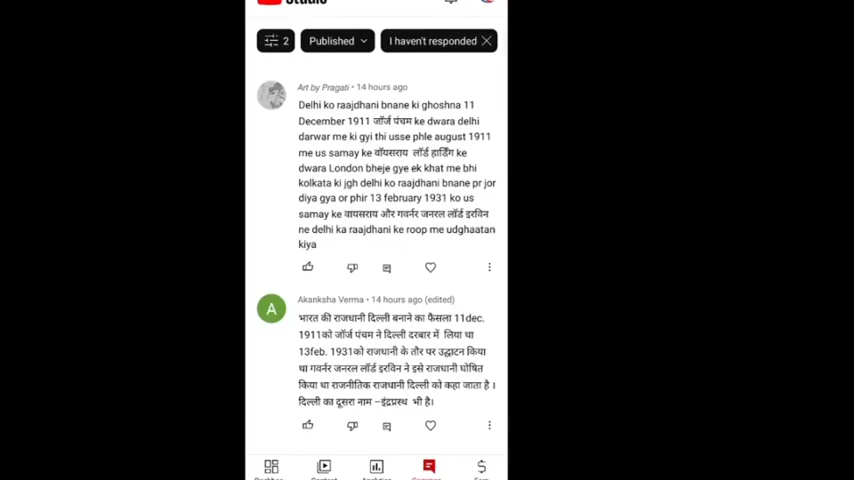 Studio
2
Published
I haven't responded
Art by Pragati • 14 hours ago
Delhi ko raajdhani bnane ki ghoshna 11
December 1911 जॉर्ज पंचम ke dwara delhi
darwar me ki gyi thi usse phle august 1911
me us samay ke वॉयसराय लॉर्ड हार्डिंग ke
dwara London bheje gye ek khat me bhi
kolkata ki jgh delhi ko raajdhani bnane pr jor
diya gya or phir 13 february 1931 ko us
samay ke वायसराय और गवर्नर जनरल लॉर्ड इरविन
ne delhi ka raajdhani ke roop me udghaatan
kiya
A
Akanksha Verma • 14 hours ago (edited)
भारत की राजधानी दिल्ली बनाने का फैसला 11dec.
1911को जॉर्ज पंचम ने दिल्ली दरबार में लिया था
13feb. 1931को राजधानी के तौर पर उद्घाटन किया
था गवर्नर जनरल लॉर्ड इरविन ने इसे राजधानी घोषित
किया था राजनीतिक राजधानी दिल्ली को कहा जाता है ।
दिल्ली का दूसरा नाम –इंद्रप्रस्थ भी है।